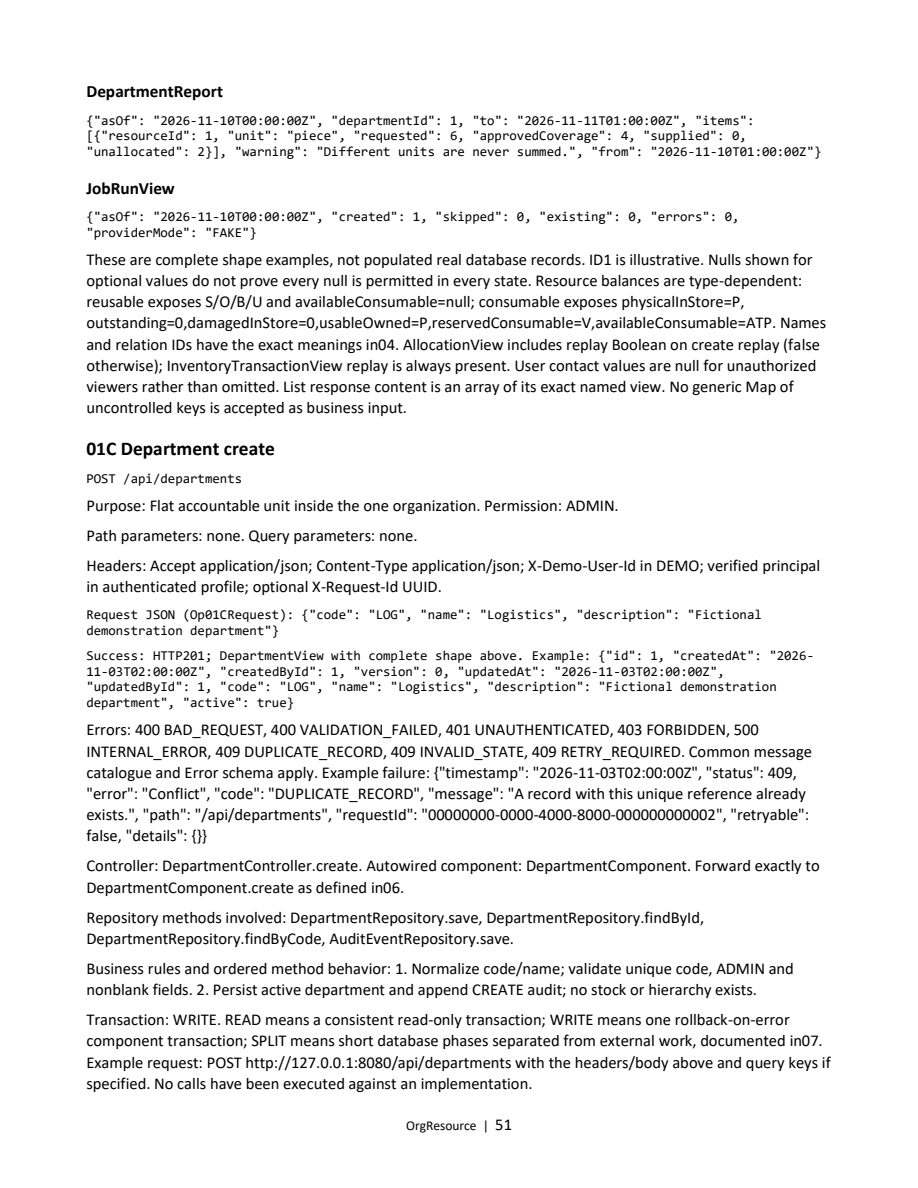 DepartmentReport
{"asOf": "2026-11-10T00:00:00Z", "departmentId": 1, "to": "2026-11-11T01:00:00Z", "items":
[{"resourceId": 1, "unit": "piece", "requested": 6, "approvedCoverage": 4, "supplied": 0,
"unallocated": 2}], "warning": "Different units are never summed.", "from": "2026-11-10T01:00:00Z"}
JobRunView
{"asOf": "2026-11-10T00:00:00Z", "created": 1, "skipped": 0, "existing": 0, "errors": 0,
"providerMode": "FAKE"}
These are complete shape examples, not populated real database records. ID1 is illustrative. Nulls shown for
optional values do not prove every null is permitted in every state. Resource balances are type-dependent:
reusable exposes S/O/B/U and availableConsumable=null; consumable exposes physicalInStore=P,
outstanding=0,damagedInStore=0,usableOwned=P,reservedConsumable=V,availableConsumable=ATP. Names
and relation IDs have the exact meanings in04. AllocationView includes replay Boolean on create replay (false
otherwise); InventoryTransactionView replay is always present. User contact values are null for unauthorized
viewers rather than omitted. List response content is an array of its exact named view. No generic Map of
uncontrolled keys is accepted as business input.
01C Department create
POST /api/departments
Purpose: Flat accountable unit inside the one organization. Permission: ADMIN.
Path parameters: none. Query parameters: none.
Headers: Accept application/json; Content-Type application/json; X-Demo-User-Id in DEMO; verified principal
in authenticated profile; optional X-Request-Id UUID.
Request JSON (Op01CRequest): {"code": "LOG", "name": "Logistics", "description": "Fictional
demonstration department"}
Success: HTTP201; DepartmentView with complete shape above. Example: {"id": 1, "createdAt": "2026-
11-03T02:00:00Z", "createdById": 1, "version": 0, "updatedAt": "2026-11-03T02:00:00Z",
"updatedById": 1, "code": "LOG", "name": "Logistics", "description": "Fictional demonstration
department", "active": true}
Errors: 400 BAD_REQUEST, 400 VALIDATION_FAILED, 401 UNAUTHENTICATED, 403 FORBIDDEN, 500
INTERNAL_ERROR, 409 DUPLICATE_RECORD, 409 INVALID_STATE, 409 RETRY_REQUIRED. Common message
catalogue and Error schema apply. Example failure: {"timestamp": "2026-11-03T02:00:00Z", "status": 409,
"error": "Conflict", "code": "DUPLICATE_RECORD", "message": "A record with this unique reference already
exists.", "path": "/api/departments", "requestId": "00000000-0000-4000-8000-000000000002", "retryable":
false, "details": {}}
Controller: DepartmentController.create. Autowired component: DepartmentComponent. Forward exactly to
DepartmentComponent.create as defined in06.
Repository methods involved: DepartmentRepository.save, DepartmentRepository.findById,
DepartmentRepository.findByCode, AuditEventRepository.save.
Business rules and ordered method behavior: 1. Normalize code/name; validate unique code, ADMIN and
nonblank fields. 2. Persist active department and append CREATE audit; no stock or hierarchy exists.
Transaction: WRITE. READ means a consistent read-only transaction; WRITE means one rollback-on-error
component transaction; SPLIT means short database phases separated from external work, documented in07.
Example request: POST http://127.0.0.1:8080/api/departments with the headers/body above and query keys if
specified. No calls have been executed against an implementation.
OrgResource | 51